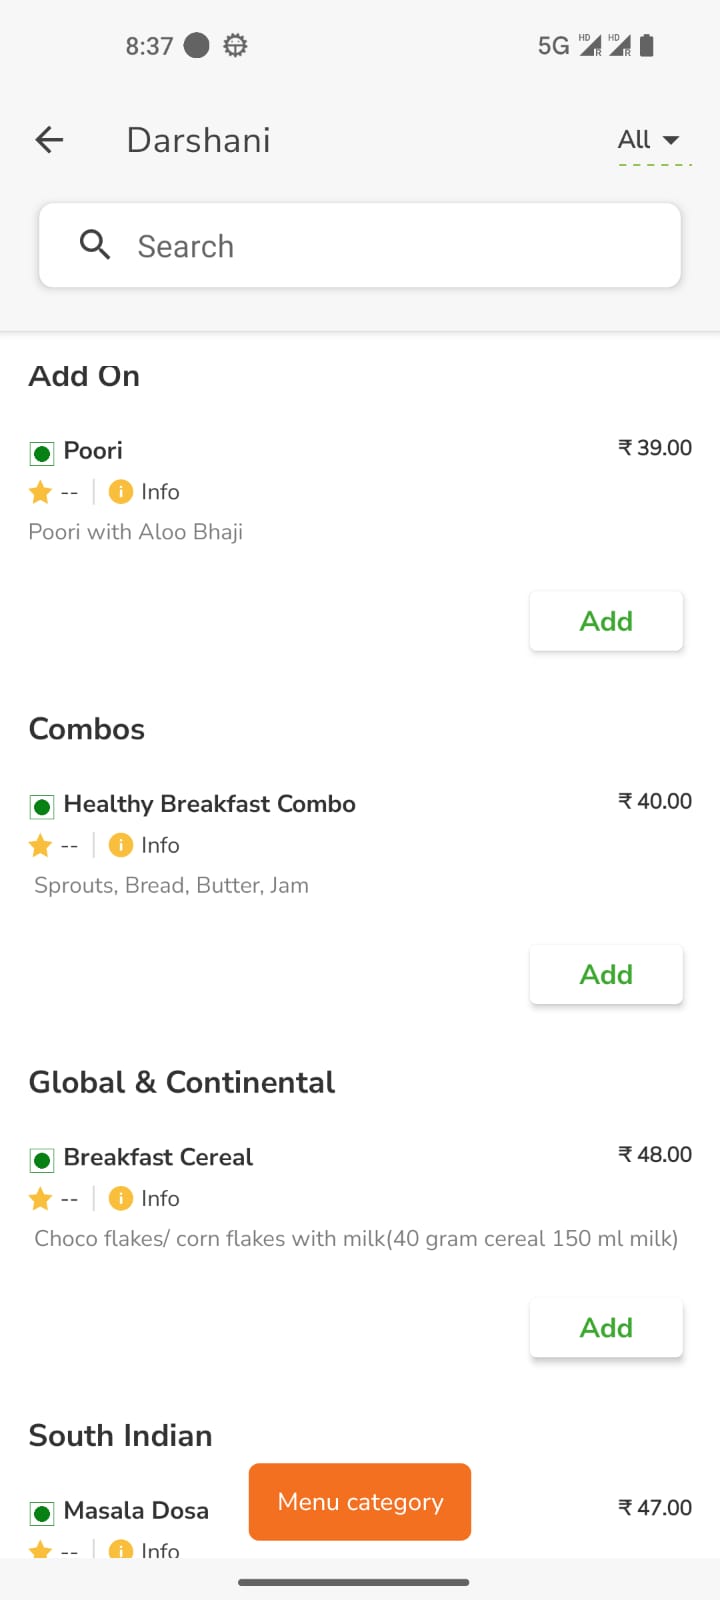 8:37 5G HD R HD R
Darshani All
Search
Add On
Poori ₹ 39.00
-- Info
Poori with Aloo Bhaji
Add
Combos
Healthy Breakfast Combo ₹ 40.00
-- Info
Sprouts, Bread, Butter, Jam
Add
Global & Continental
Breakfast Cereal ₹ 48.00
-- Info
Choco flakes/ corn flakes with milk(40 gram cereal 150 ml milk)
Add
South Indian
Masala Dosa ₹ 47.00
Menu category
-- Info